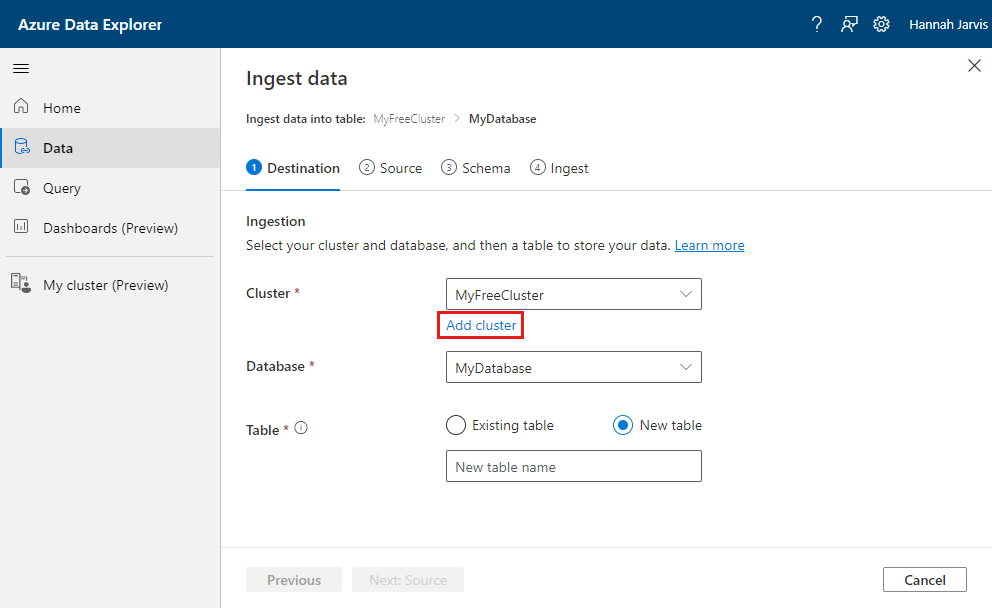 Azure Data Explorer
? Hannah Jarvis
Home
Data
Query
Dashboards (Preview)
My cluster (Preview)
Ingest data
Ingest data into table: MyFreeCluster > MyDatabase
1 Destination 2 Source 3 Schema 4 Ingest
Ingestion
Select your cluster and database, and then a table to store your data. Learn more
Cluster * MyFreeCluster
Add cluster
Database * MyDatabase
Table * Existing table New table
New table name
Previous Next: Source Cancel